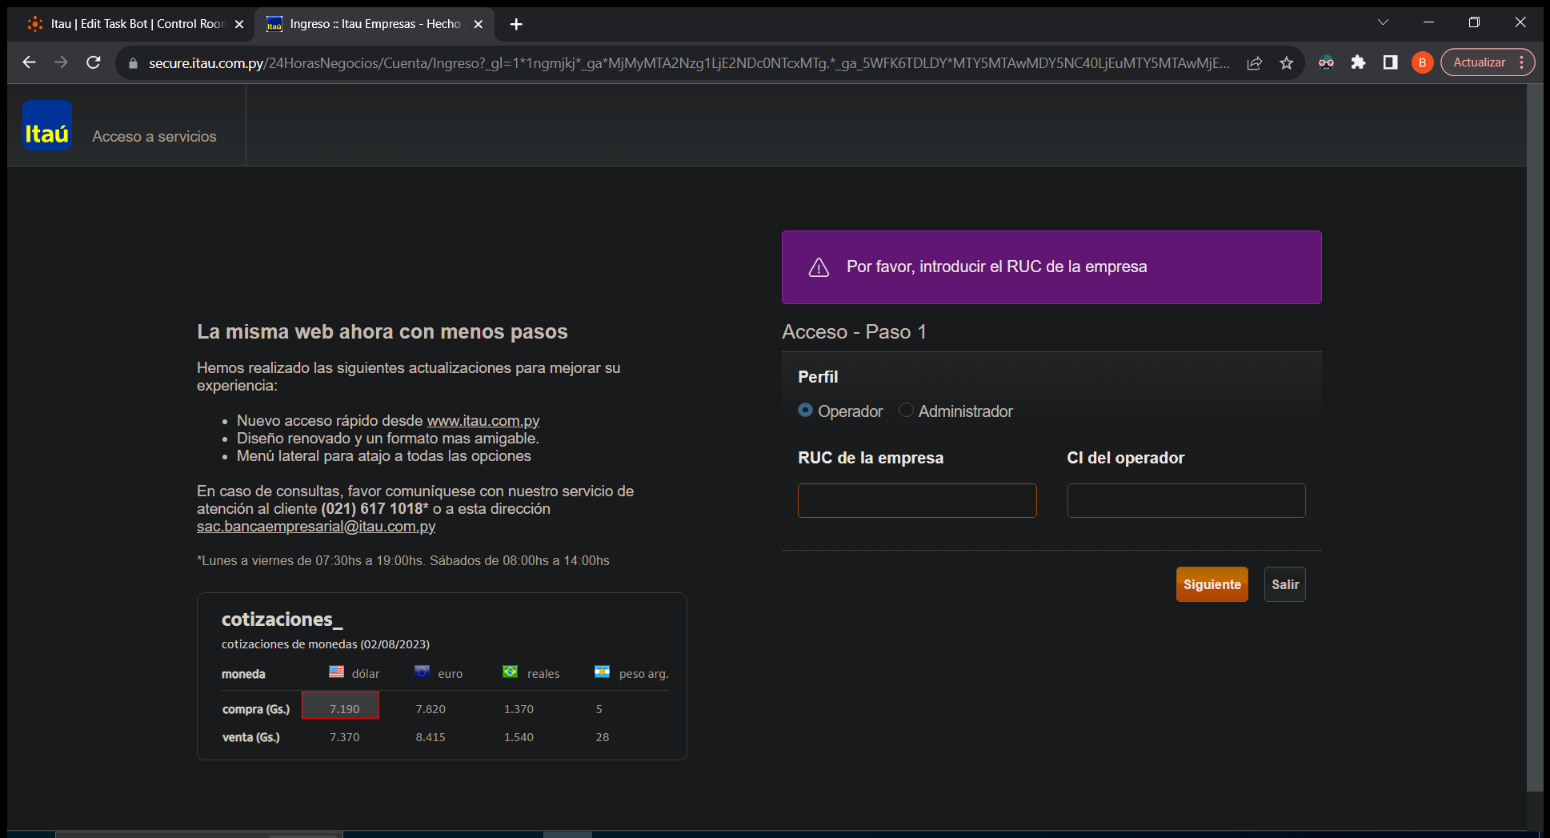 Itau | Edit Task Bot | Control Room
Ingreso :: Itau Empresas - Hecho
secure.itau.com.py/24HorasNegocios/Cuenta/Ingreso?_gl=1*1ngmjkj*_ga*MjMyMTA2Nzg1LjE2NDc0NTcxMTg.*_ga_5WFK6TDLDY*MTY5MTAwMDY5NC40LjEuMTY5MTAwMjE...
B
Actualizar
Itaú
Acceso a servicios
Por favor, introducir el RUC de la empresa
La misma web ahora con menos pasos
Hemos realizado las siguientes actualizaciones para mejorar su
experiencia:
• Nuevo acceso rápido desde www.itau.com.py
• Diseño renovado y un formato mas amigable.
• Menú lateral para atajo a todas las opciones
En caso de consultas, favor comuníquese con nuestro servicio de
atención al cliente (021) 617 1018* o a esta dirección
sac.bancaempresarial@itau.com.py
*Lunes a viernes de 07:30hs a 19:00hs. Sábados de 08:00hs a 14:00hs
cotizaciones_
cotizaciones de monedas (02/08/2023)
moneda dólar euro reales peso arg.
compra (Gs.) 7.190 7.820 1.370 5
venta (Gs.) 7.370 8.415 1.540 28
Acceso - Paso 1
Perfil
Operador Administrador
RUC de la empresa CI del operador
Siguiente Salir